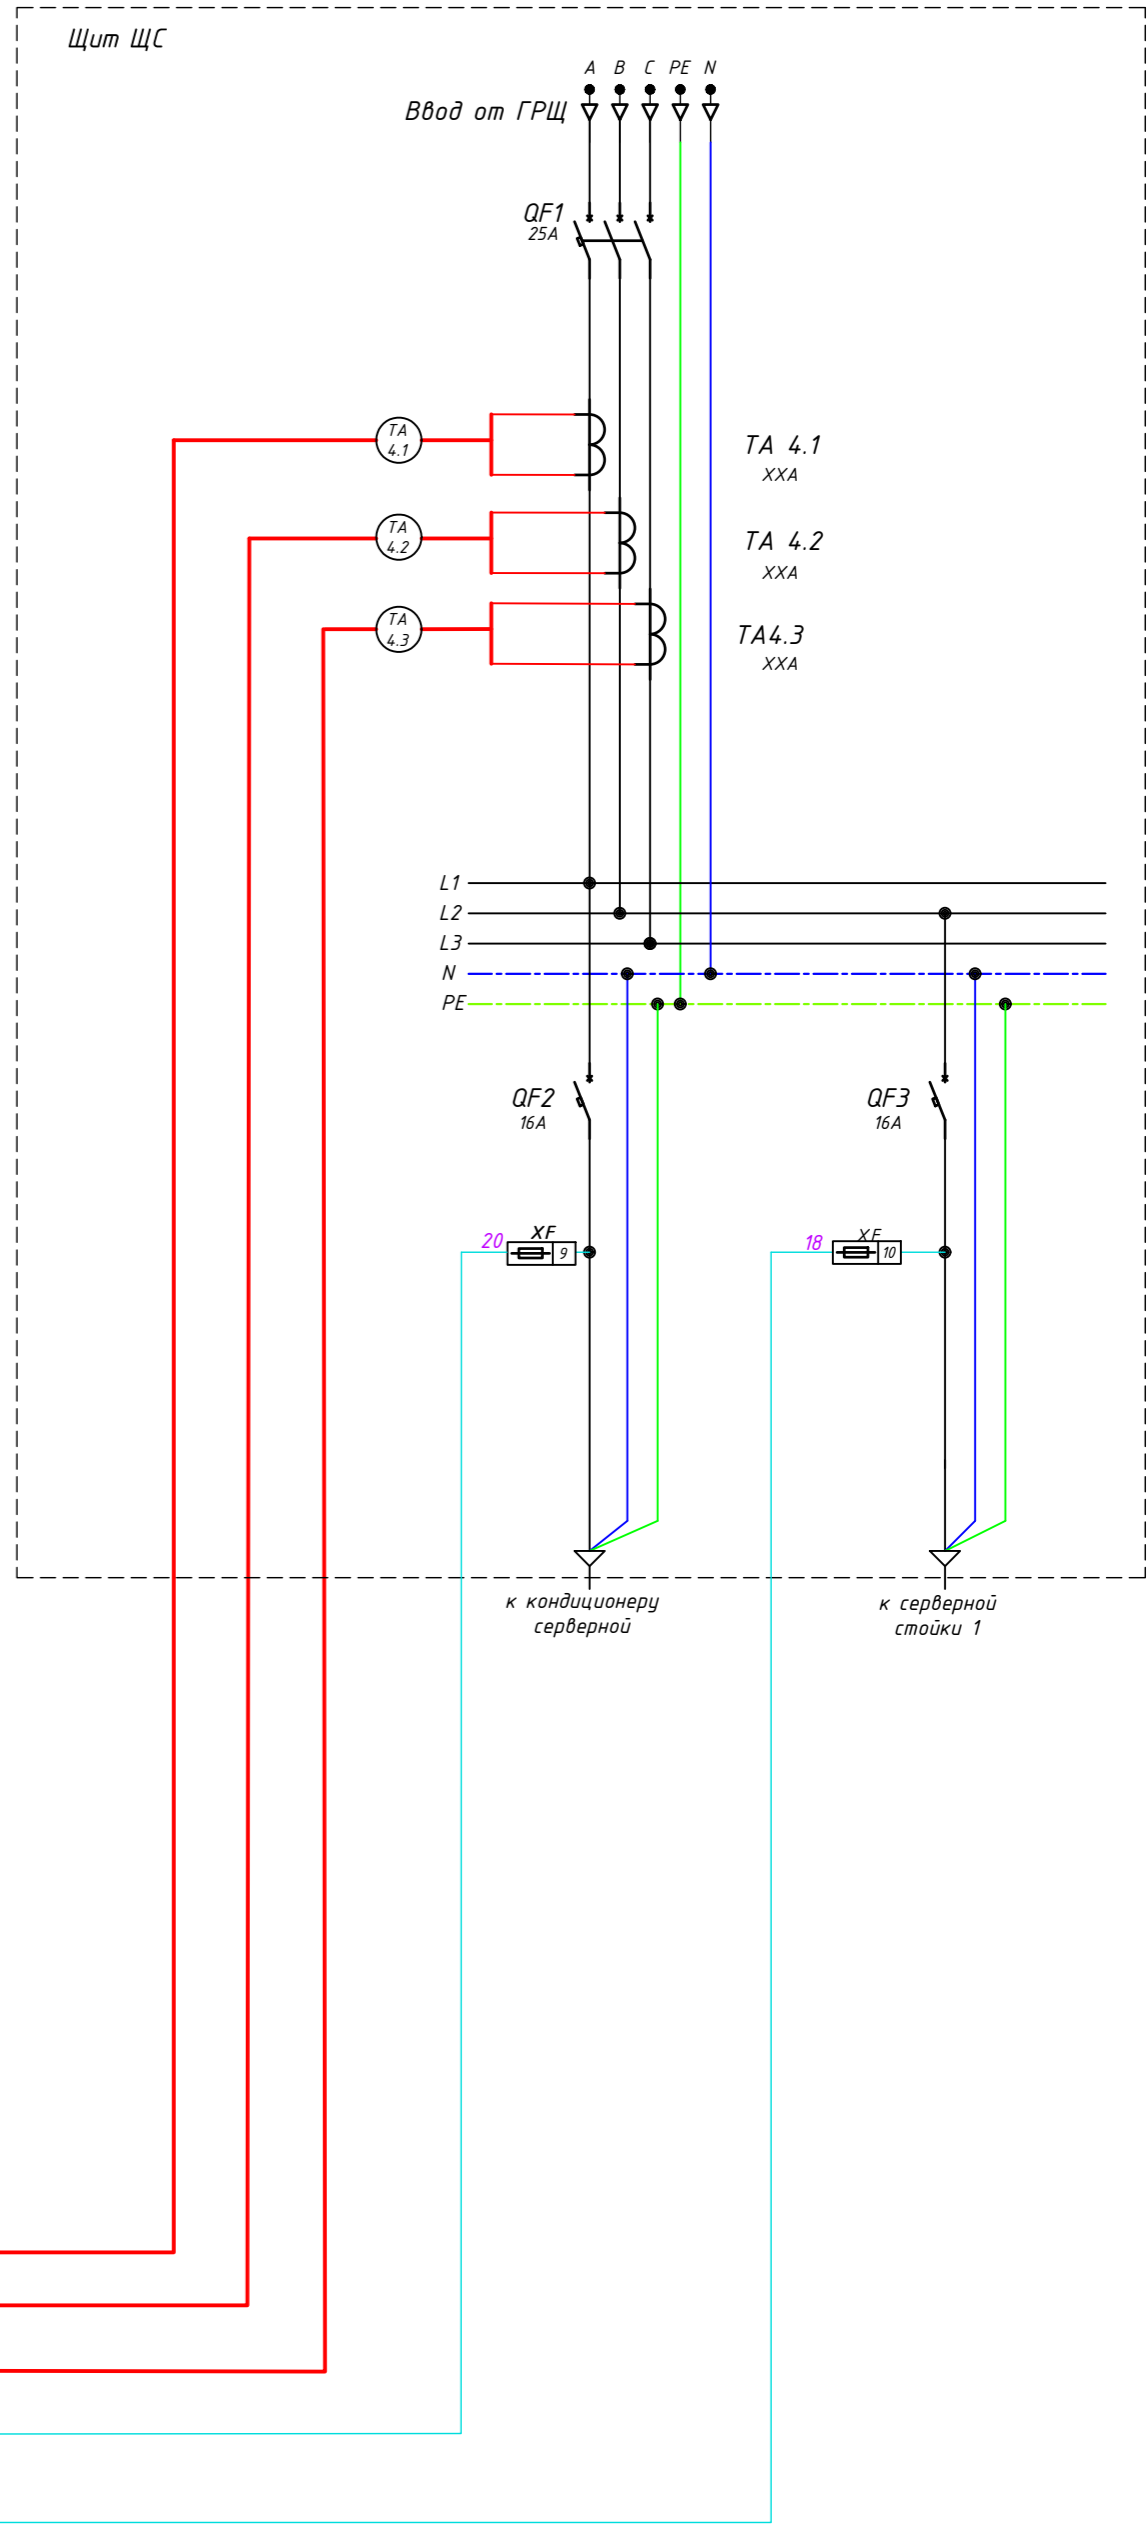 Щит ЩС
A B C PE N
Ввод от ГРЩ
QF1
25A
TA
4.1
TA 4.1
XXA
TA
4.2
TA 4.2
XXA
TA
4.3
TA4.3
XXA
L1
L2
L3
N
PE
QF2
16A
QF3
16A
20 XF 9
18 XF 10
к кондиционеру
серверной
к серверной
стойки 1